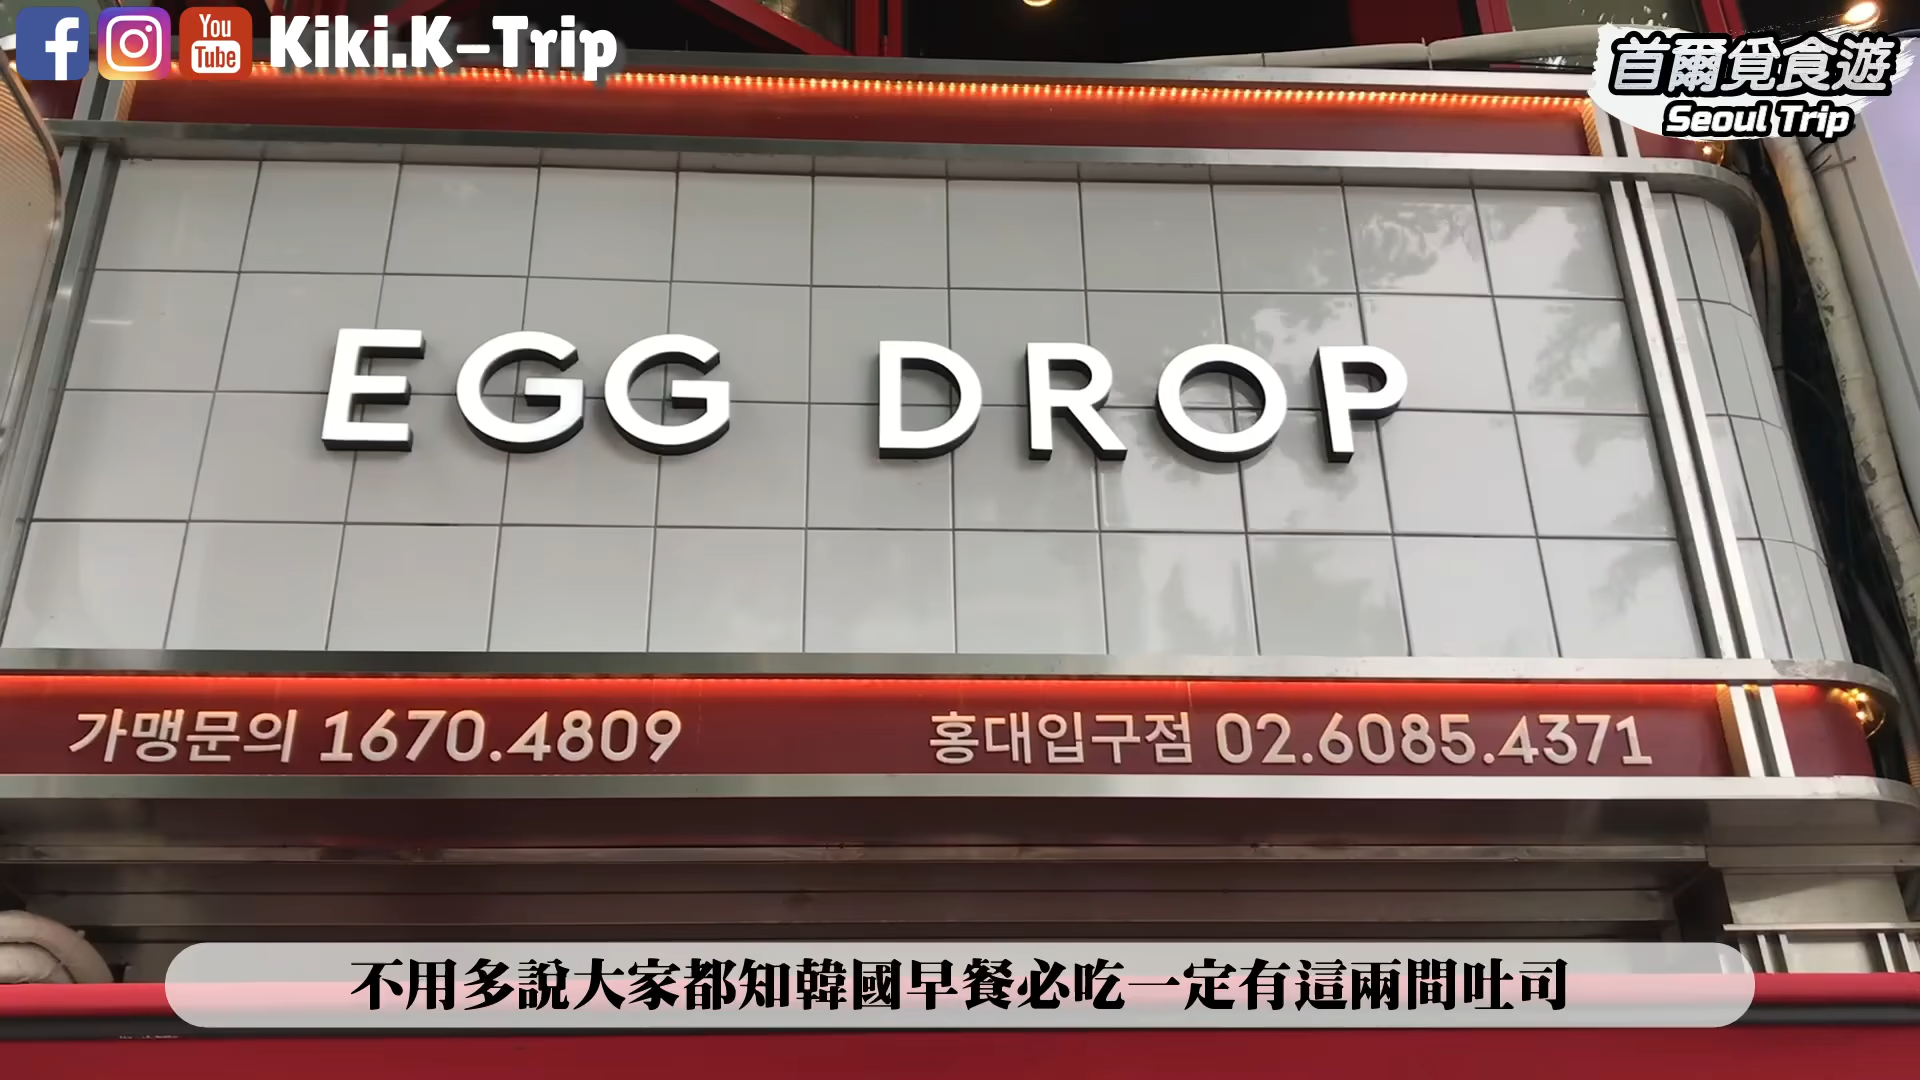 You
Tube
Kiki.K-Trip
首爾覓食遊
Seoul Trip
EGG DROP
가맹문의 1670.4809
홍대입구점 02.6085.4371
不用多說大家都知韓國早餐必吃一定有這兩間吐司